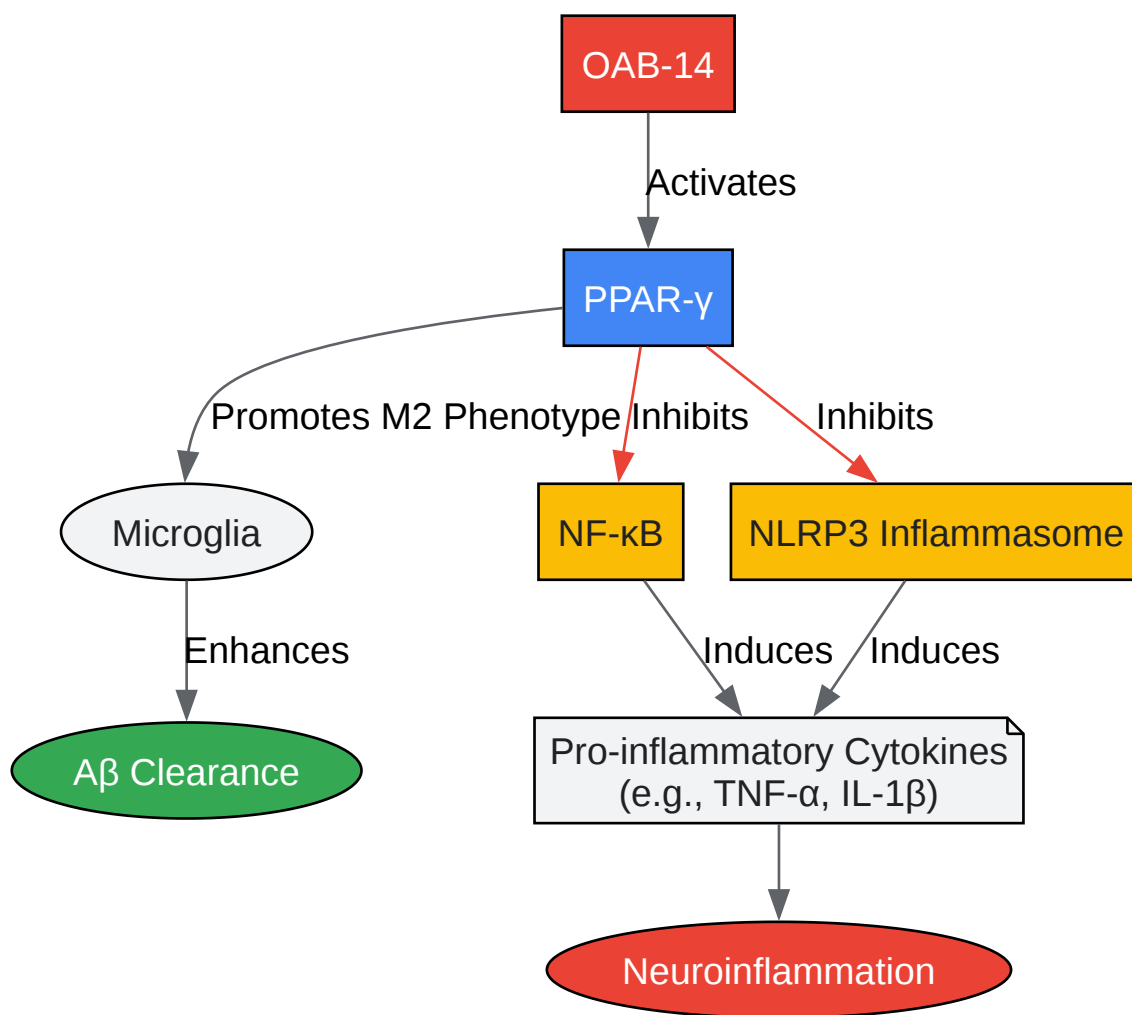 OAB-14
Activates
PPAR-γ
Promotes M2 Phenotype
Inhibits
Inhibits
Microglia
NF-κB
NLRP3 Inflammasome
Enhances
Induces
Induces
Aβ Clearance
Pro-inflammatory Cytokines
(e.g., TNF-α, IL-1β)
Neuroinflammation